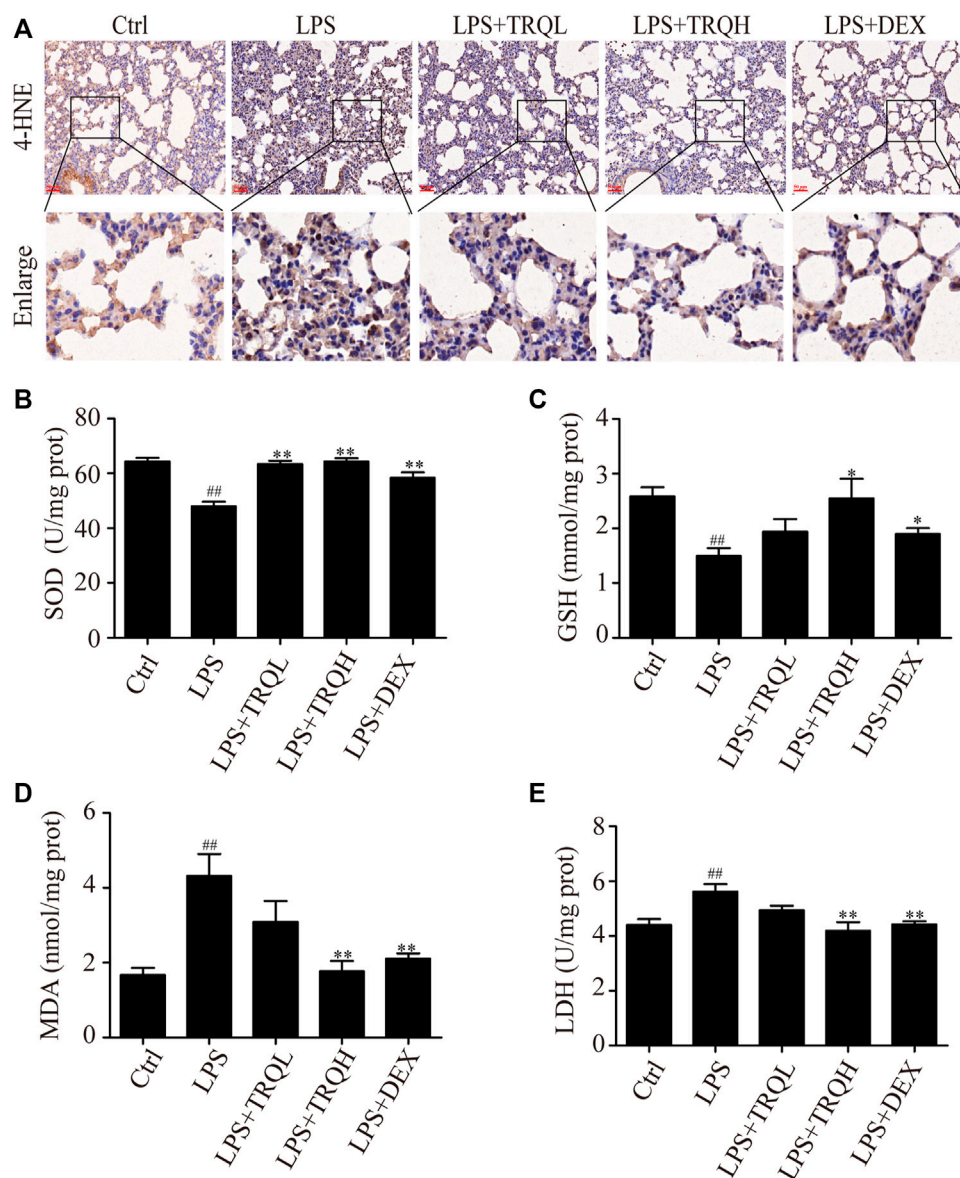 A
Ctrl LPS LPS+TRQL LPS+TRQH LPS+DEX
4-HNE
Enlarge
B
SOD (U/mg prot)
80
60
40
20
0
##
**
**
**
Ctrl
LPS
LPS+TRQL
LPS+TRQH
LPS+DEX
C
GSH (mmol/mg prot)
4
3
2
1
0
##
*
*
Ctrl
LPS
LPS+TRQL
LPS+TRQH
LPS+DEX
D
MDA (nmol/mg prot)
6
4
2
0
##
**
**
Ctrl
LPS
LPS+TRQL
LPS+TRQH
LPS+DEX
E
LDH (U/mg prot)
8
6
4
2
0
##
**
**
Ctrl
LPS
LPS+TRQL
LPS+TRQH
LPS+DEX